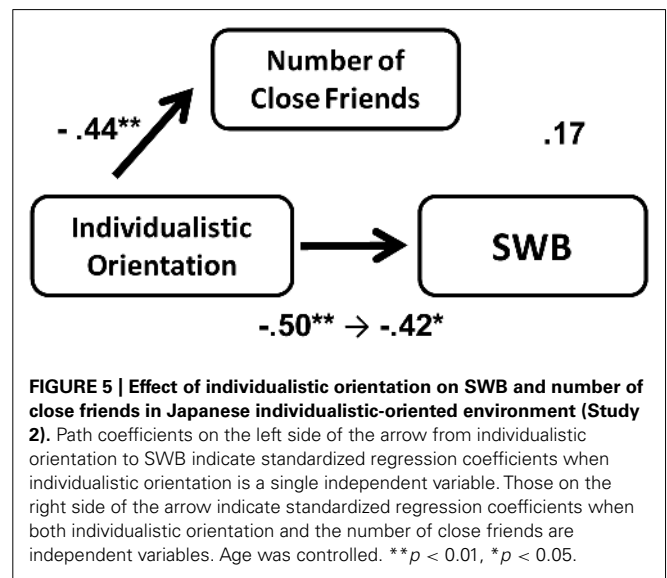 Number of
Close Friends
- .44**
.17
Individualistic
Orientation
SWB
-.50** → -.42*
FIGURE 5 | Effect of individualistic orientation on SWB and number of
close friends in Japanese individualistic-oriented environment (Study
2). Path coefficients on the left side of the arrow from individualistic
orientation to SWB indicate standardized regression coefficients when
individualistic orientation is a single independent variable. Those on the
right side of the arrow indicate standardized regression coefficients when
both individualistic orientation and the number of close friends are
independent variables. Age was controlled. **p < 0.01, *p < 0.05.